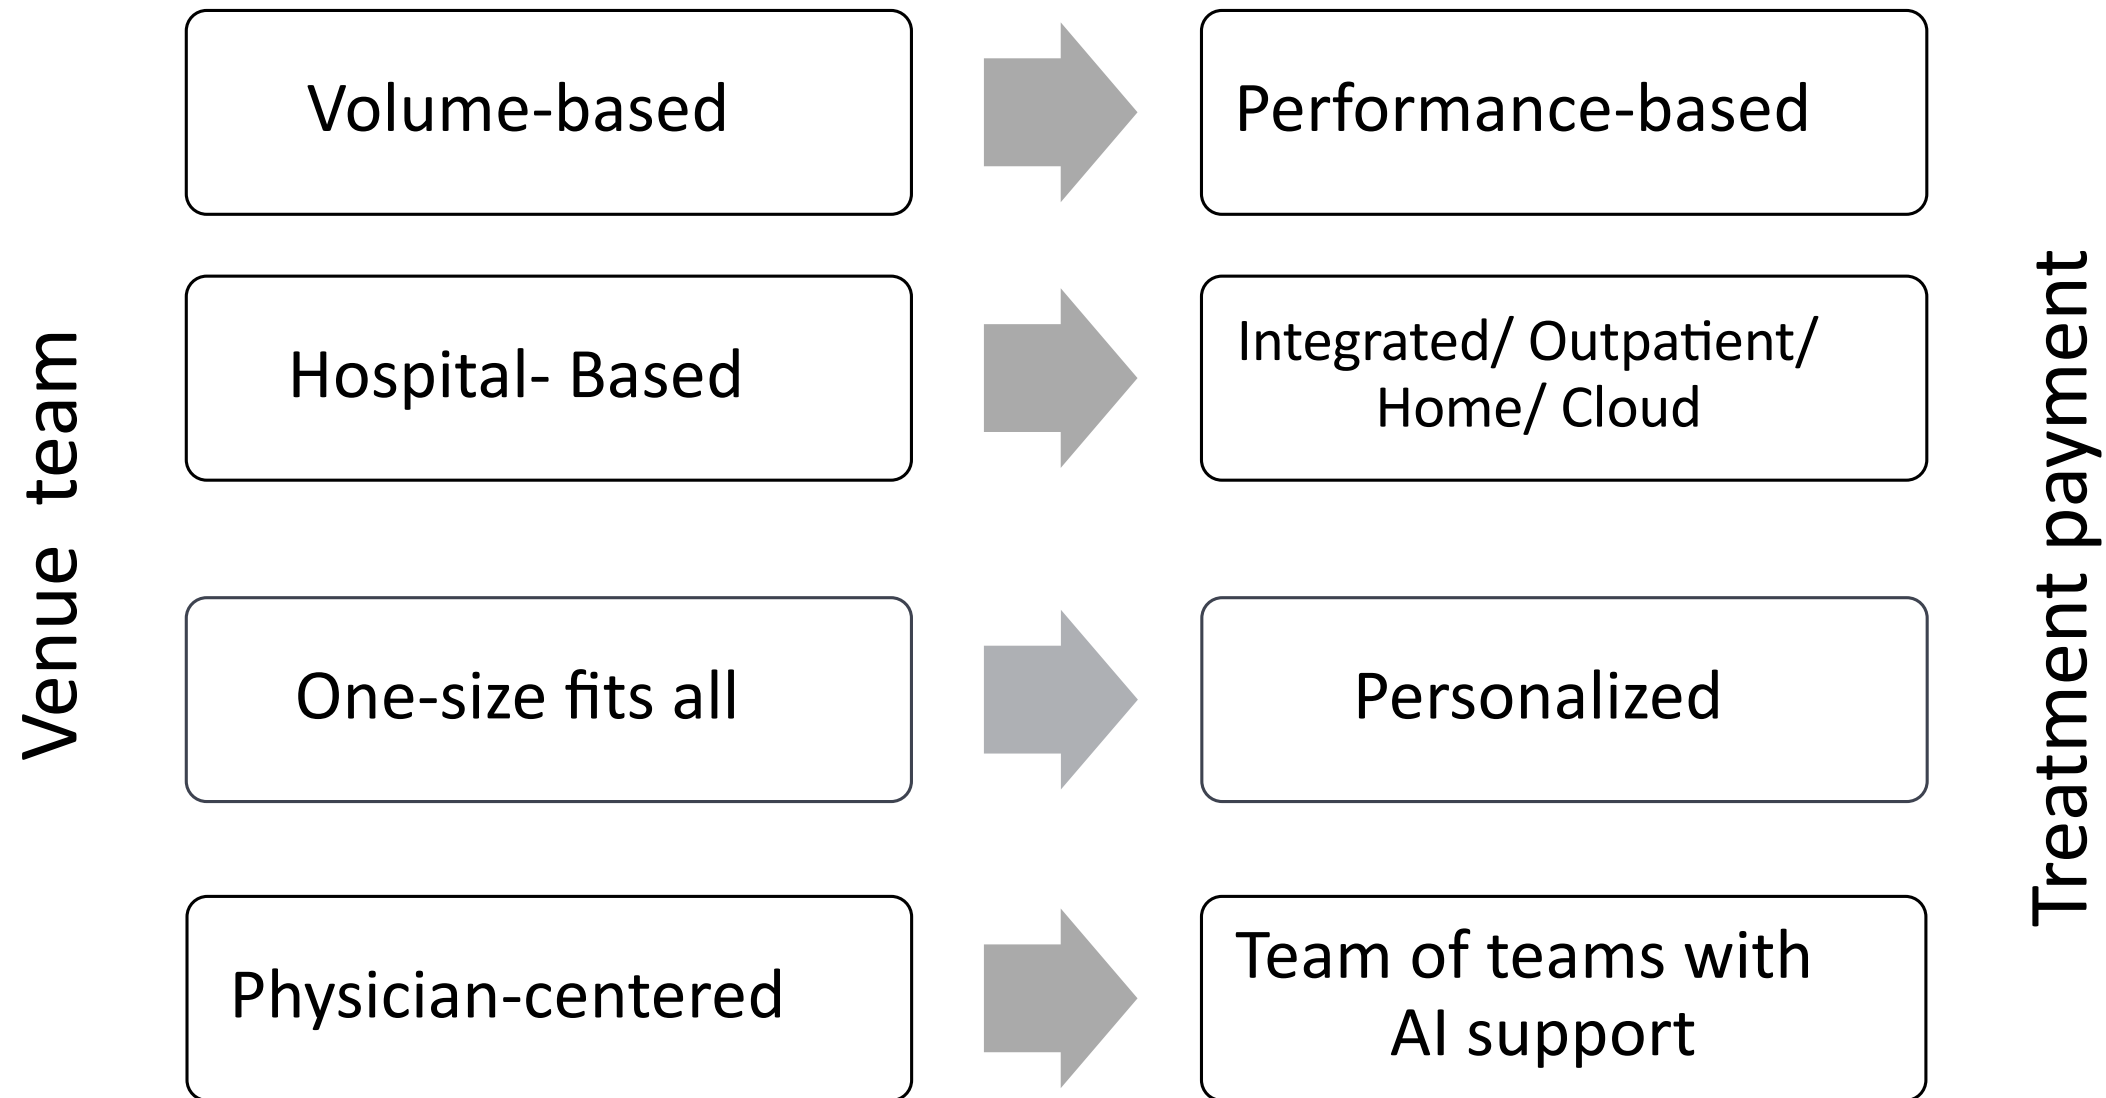 Volume-based
Performance-based
Venue team
Hospital- Based
Integrated/ Outpatient/
Home/ Cloud
Treatment payment
One-size fits all
Personalized
Physician-centered
Team of teams with
AI support